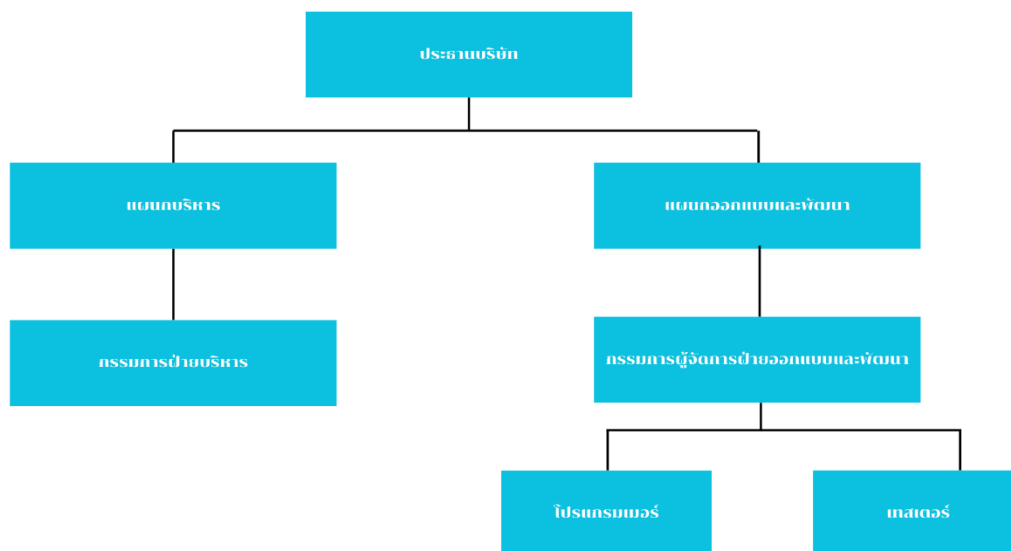 ประธานบริษัท
แผนกบริหาร
แผนกออกแบบและพัฒนา
กรรมการฝ่ายบริหาร
กรรมการผู้จัดการฝ่ายออกแบบและพัฒนา
โปรแกรมเมอร์
เทสเตอร์